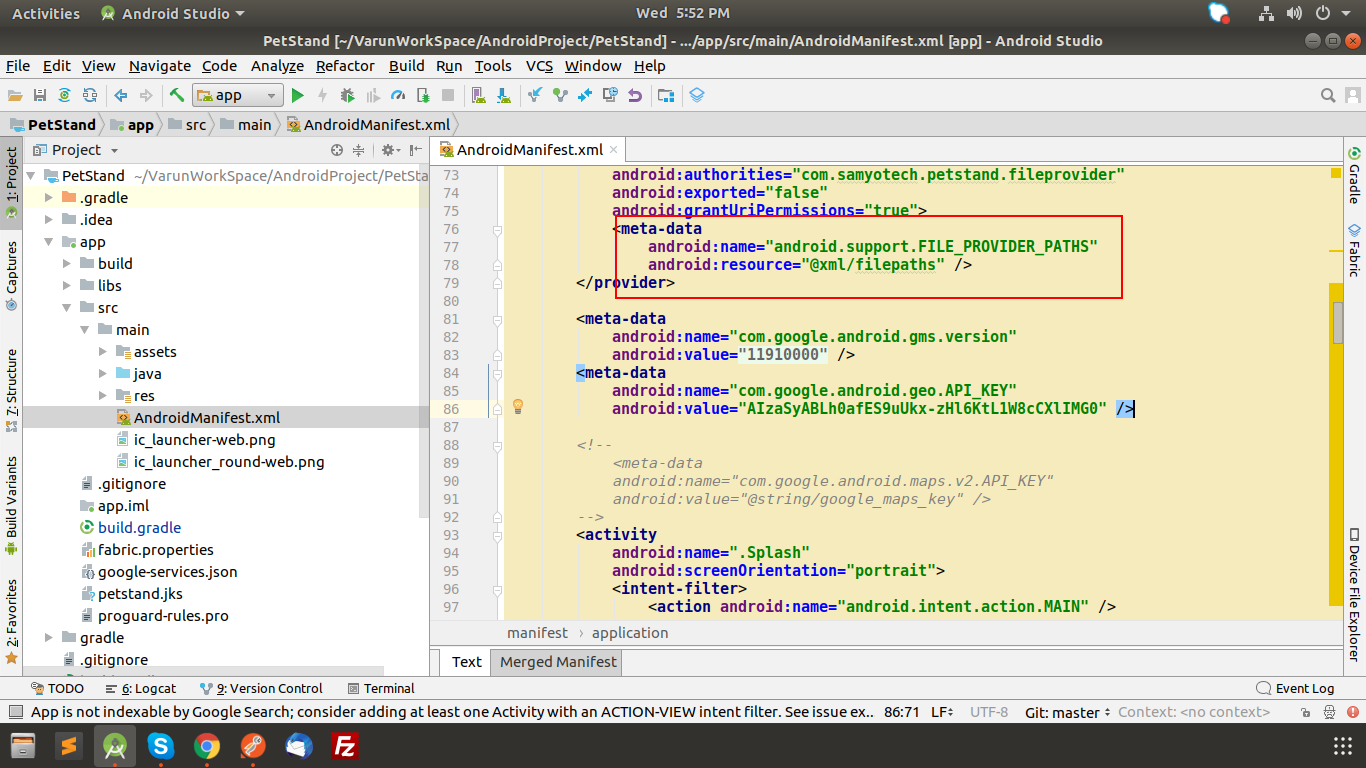 Activities Android Studio Wed 5:52 PM
PetStand [~/VarunWorkSpace/AndroidProject/PetStand] - .../app/src/main/AndroidManifest.xml [app] - Android Studio
File Edit View Navigate Code Analyze Refactor Build Run Tools VCS Window Help
app
PetStand app src main AndroidManifest.xml
1: Project
Captures
7: Structure
Build Variants
2: Favorites
Project
PetStand ~/VarunWorkSpace/AndroidProject/PetSta
.gradle
.idea
app
build
libs
src
main
assets
java
res
AndroidManifest.xml
ic_launcher-web.png
ic_launcher_round-web.png
.gitignore
app.iml
build.gradle
fabric.properties
google-services.json
petstand.jks
proguard-rules.pro
gradle
.gitignore
AndroidManifest.xml
73 android:authorities="com.samyotech.petstand.fileprovider"
74 android:exported="false"
75 android:grantUriPermissions="true">
76 <meta-data
77 android:name="android.support.FILE_PROVIDER_PATHS"
78 android:resource="@xml/filepaths" />
79 </provider>
80
81 <meta-data
82 android:name="com.google.android.gms.version"
83 android:value="11910000" />
84 <meta-data
85 android:name="com.google.android.geo.API_KEY"
86 android:value="AIzaSyABLh0afES9uUkx-zHl6KtL1W8cCXlIMG0" />
87
88 <!--
89 <meta-data
90 android:name="com.google.android.maps.v2.API_KEY"
91 android:value="@string/google_maps_key" />
92 -->
93 <activity
94 android:name=".Splash"
95 android:screenOrientation="portrait">
96 <intent-filter>
97 <action android:name="android.intent.action.MAIN" />
manifest › application
Text Merged Manifest
Gradle
Fabric
Device File Explorer
TODO 6: Logcat 9: Version Control Terminal Event Log
App is not indexable by Google Search; consider adding at least one Activity with an ACTION-VIEW intent filter. See issue ex.. 86:71 LF UTF-8 Git: master Context: <no context>